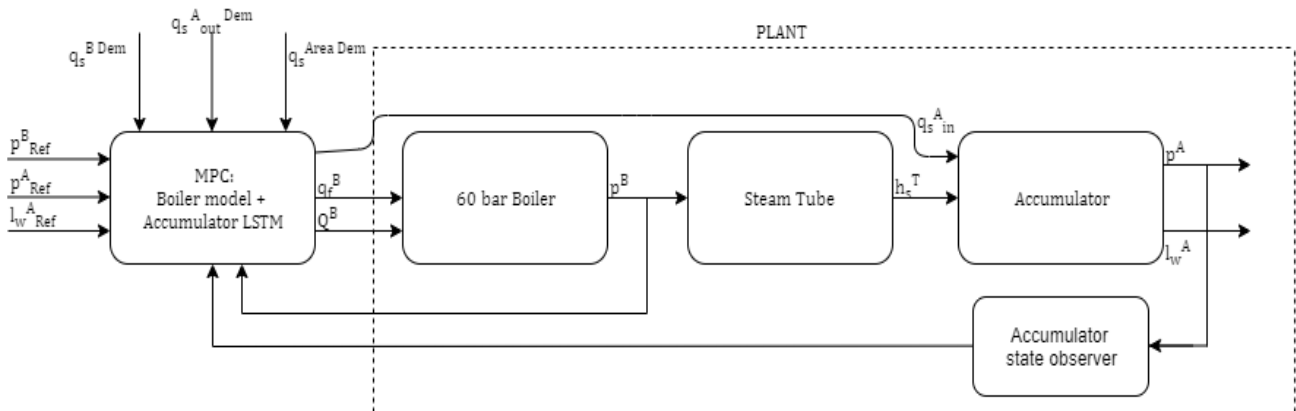 q_s^A_out^Dem
PLANT
q_s^B Dem
q_s^Area Dem
p^B_Ref
p^A_Ref
l_w^A_Ref
MPC:
Boiler model +
Accumulator LSTM
q_f^B
Q^B
60 bar Boiler
p^B
Steam Tube
h_s^T
q_s^A_in
Accumulator
p^A
l_w^A
Accumulator
state observer